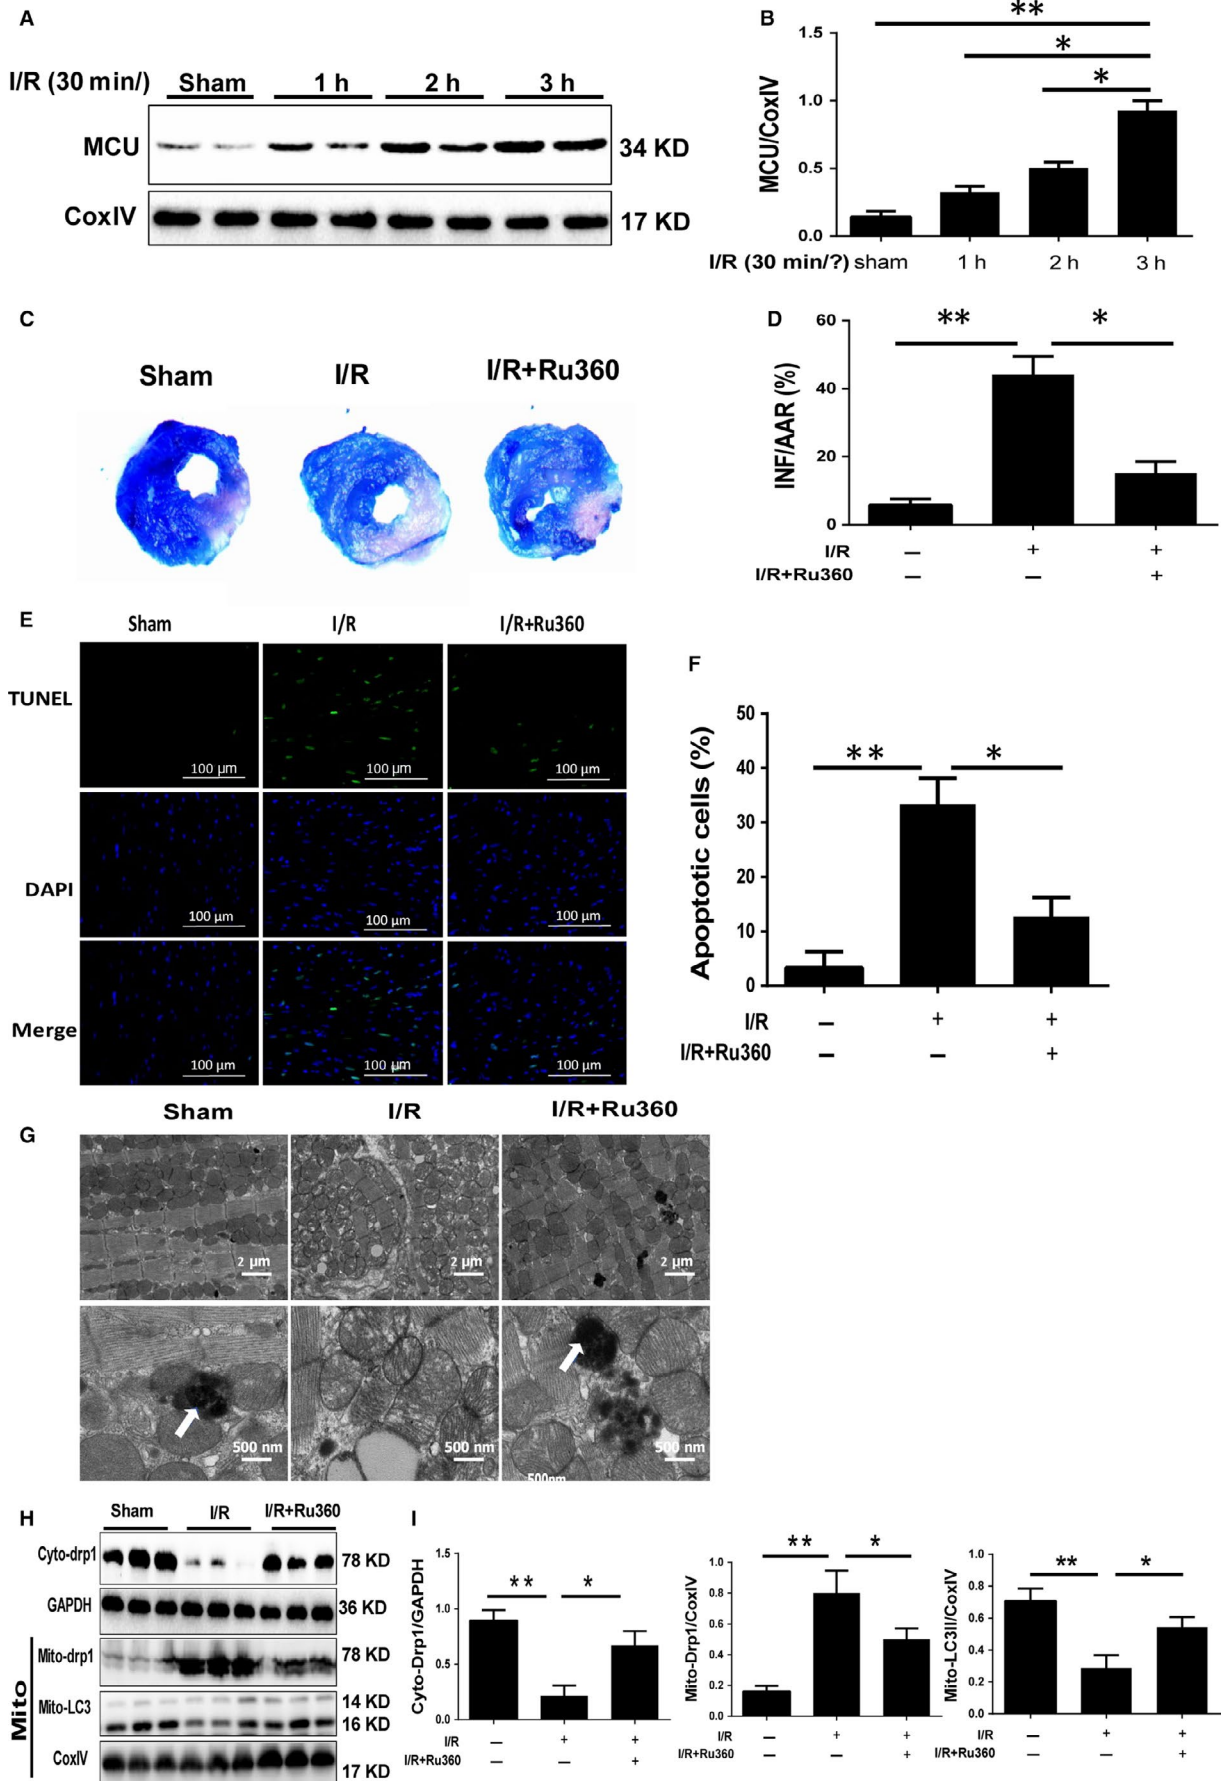 A
I/R (30 min/) Sham 1 h 2 h 3 h
MCU 34 KD
CoxIV 17 KD
B
** * *
MCU/CoxIV
1.5
1.0
0.5
0.0
I/R (30 min/?) sham 1 h 2 h 3 h
C
Sham I/R I/R+Ru360
D
** *
INF/AAR (%)
60
40
20
0
I/R – + +
I/R+Ru360 – – +
E
Sham I/R I/R+Ru360
TUNEL
100 µm 100 µm 100 µm
DAPI
100 µm 100 µm 100 µm
Merge
100 µm 100 µm 100 µm
F
** *
Apoptotic cells (%)
50
40
30
20
10
0
I/R – + +
I/R+Ru360 – – +
Sham I/R I/R+Ru360
G
2 µm 2 µm 2 µm
500 nm 500 nm 500 nm
500nm
H
Sham I/R I/R+Ru360
Cyto-drp1 78 KD
GAPDH 36 KD
Mito
Mito-drp1 78 KD
Mito-LC3 14 KD
16 KD
CoxIV 17 KD
I
** *
Cyto-Drp1/GAPDH
1.5
1.0
0.5
0.0
I/R – + +
I/R+Ru360 – – +
** *
Mito-Drp1/CoxIV
1.0
0.8
0.6
0.4
0.2
0.0
I/R – + +
I/R+Ru360 – – +
** *
Mito-LC3II/CoxIV
1.0
0.8
0.6
0.4
0.2
0.0
I/R – + +
I/R+Ru360 – – +